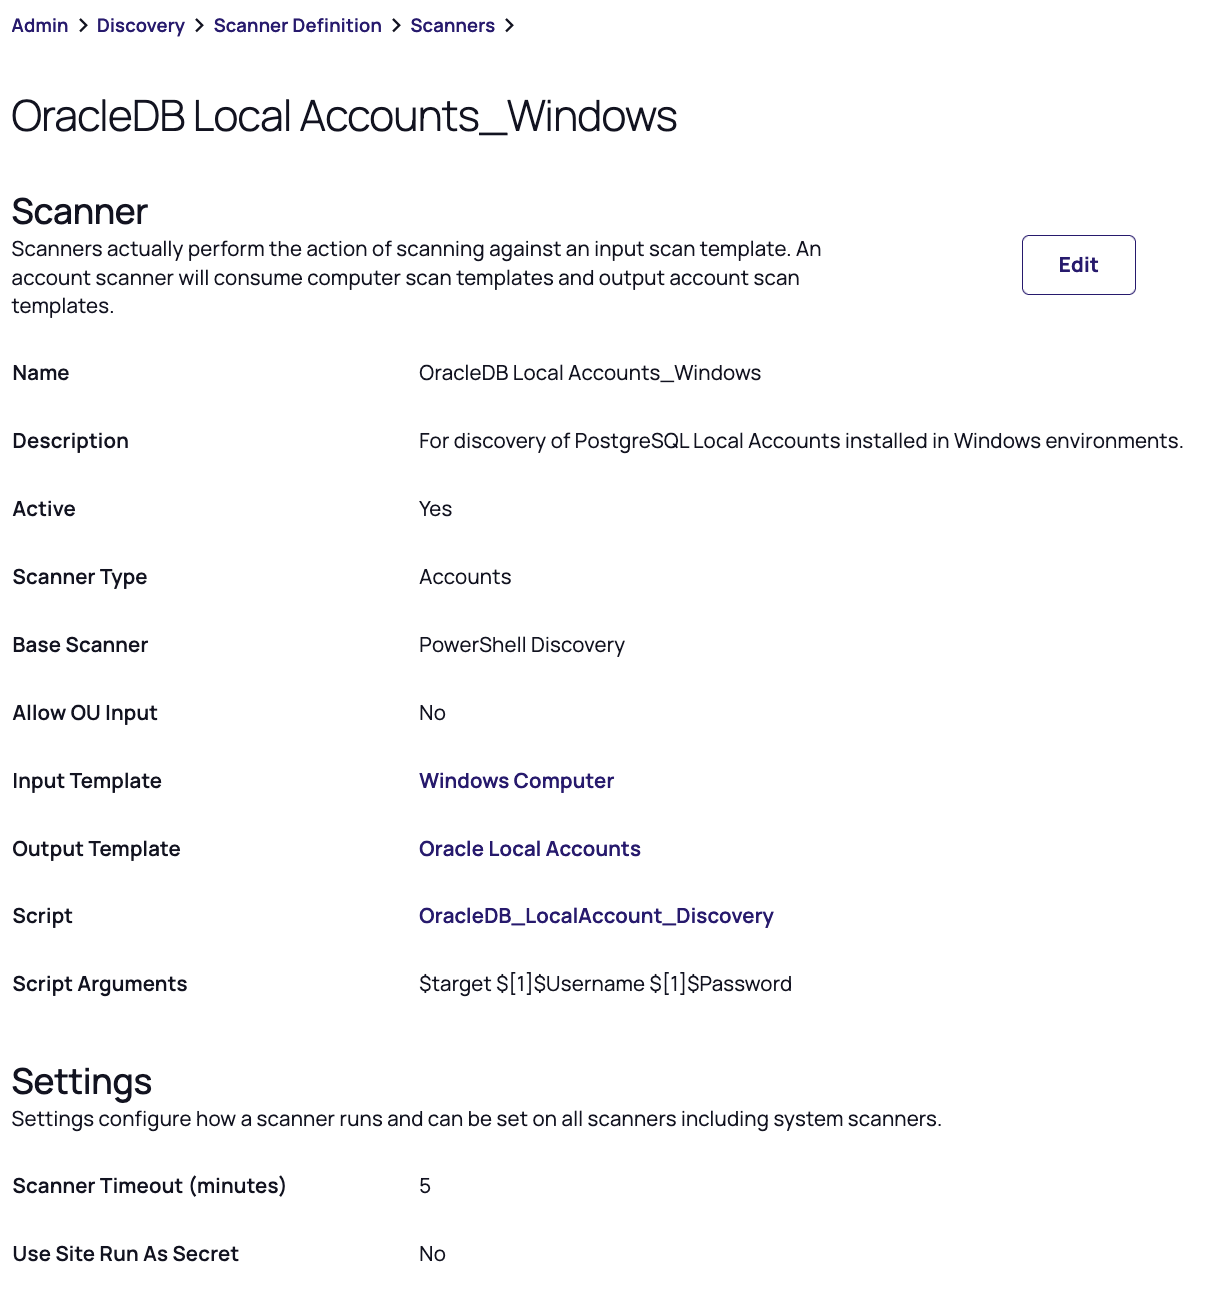 Admin > Discovery > Scanner Definition > Scanners >
OracleDB Local Accounts_Windows
Scanner
Scanners actually perform the action of scanning against an input scan template. An
account scanner will consume computer scan templates and output account scan
templates.
Edit
Name OracleDB Local Accounts_Windows
Description For discovery of PostgreSQL Local Accounts installed in Windows environments.
Active Yes
Scanner Type Accounts
Base Scanner PowerShell Discovery
Allow OU Input No
Input Template Windows Computer
Output Template Oracle Local Accounts
Script OracleDB_LocalAccount_Discovery
Script Arguments $target $[1]$Username $[1]$Password
Settings
Settings configure how a scanner runs and can be set on all scanners including system scanners.
Scanner Timeout (minutes) 5
Use Site Run As Secret No